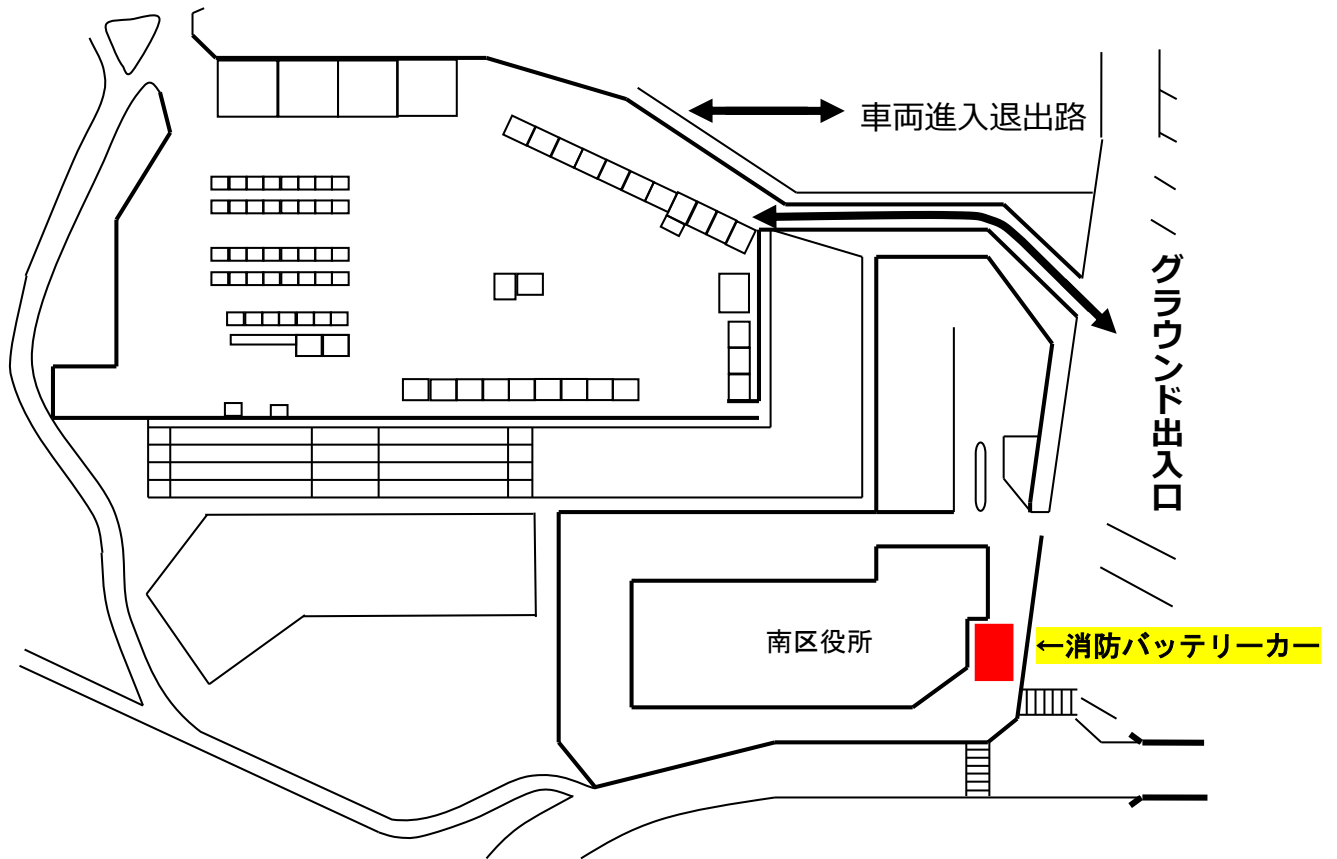 車両進入退出路
グラウンド出入口
南区役所
←消防バッテリーカー